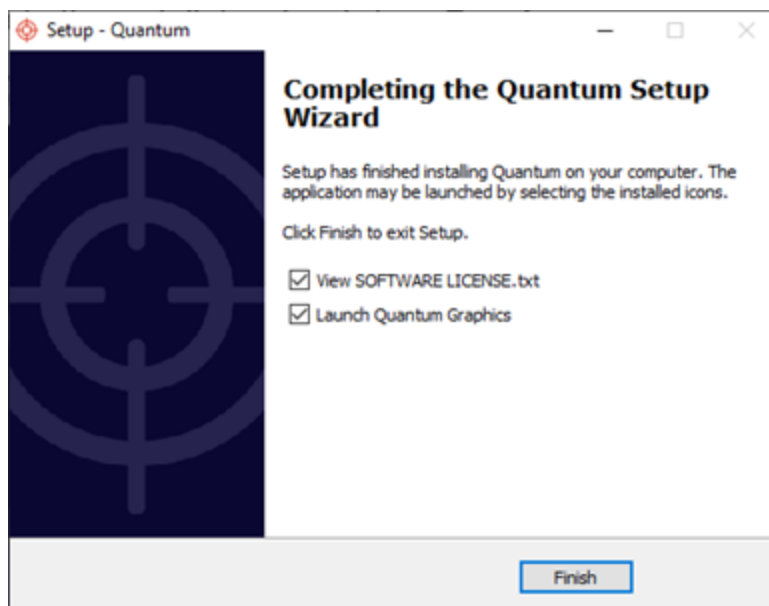 Setup - Quantum
Completing the Quantum Setup
Wizard
Setup has finished installing Quantum on your computer. The
application may be launched by selecting the installed icons.
Click Finish to exit Setup.
View SOFTWARE LICENSE.txt
Launch Quantum Graphics
Finish